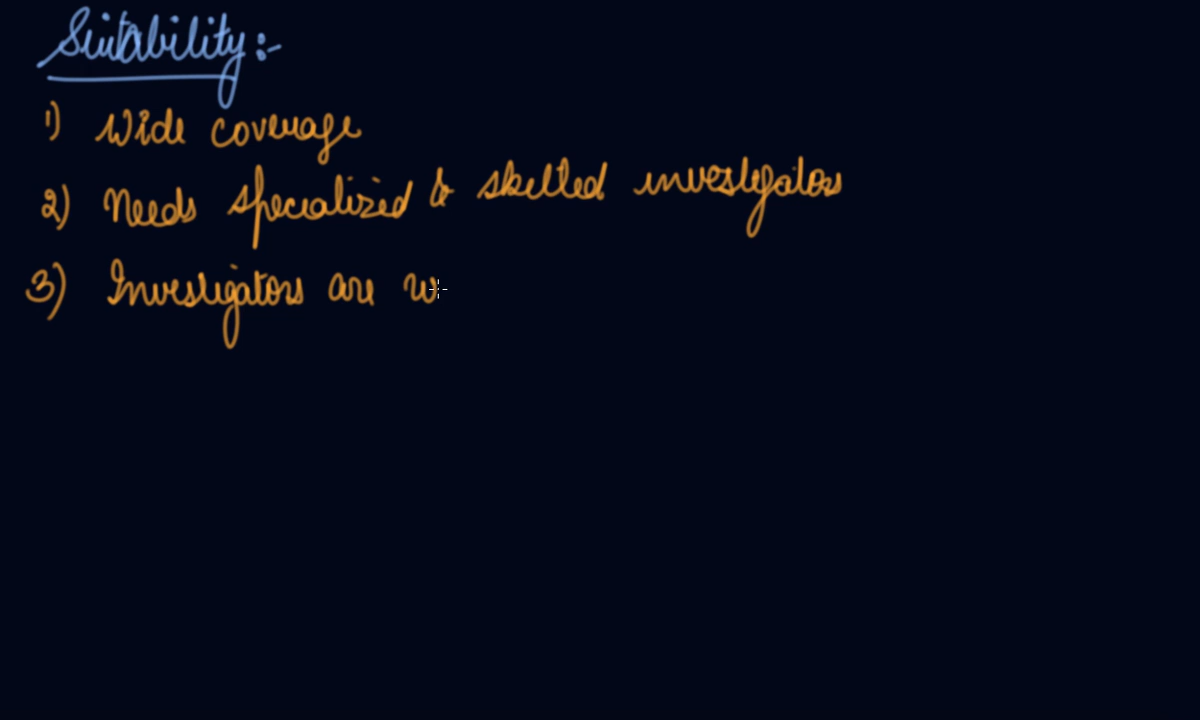 Suitability:-
1) Wide coverage
2) Needs specialized & skilled investigators
3) Investigators are w